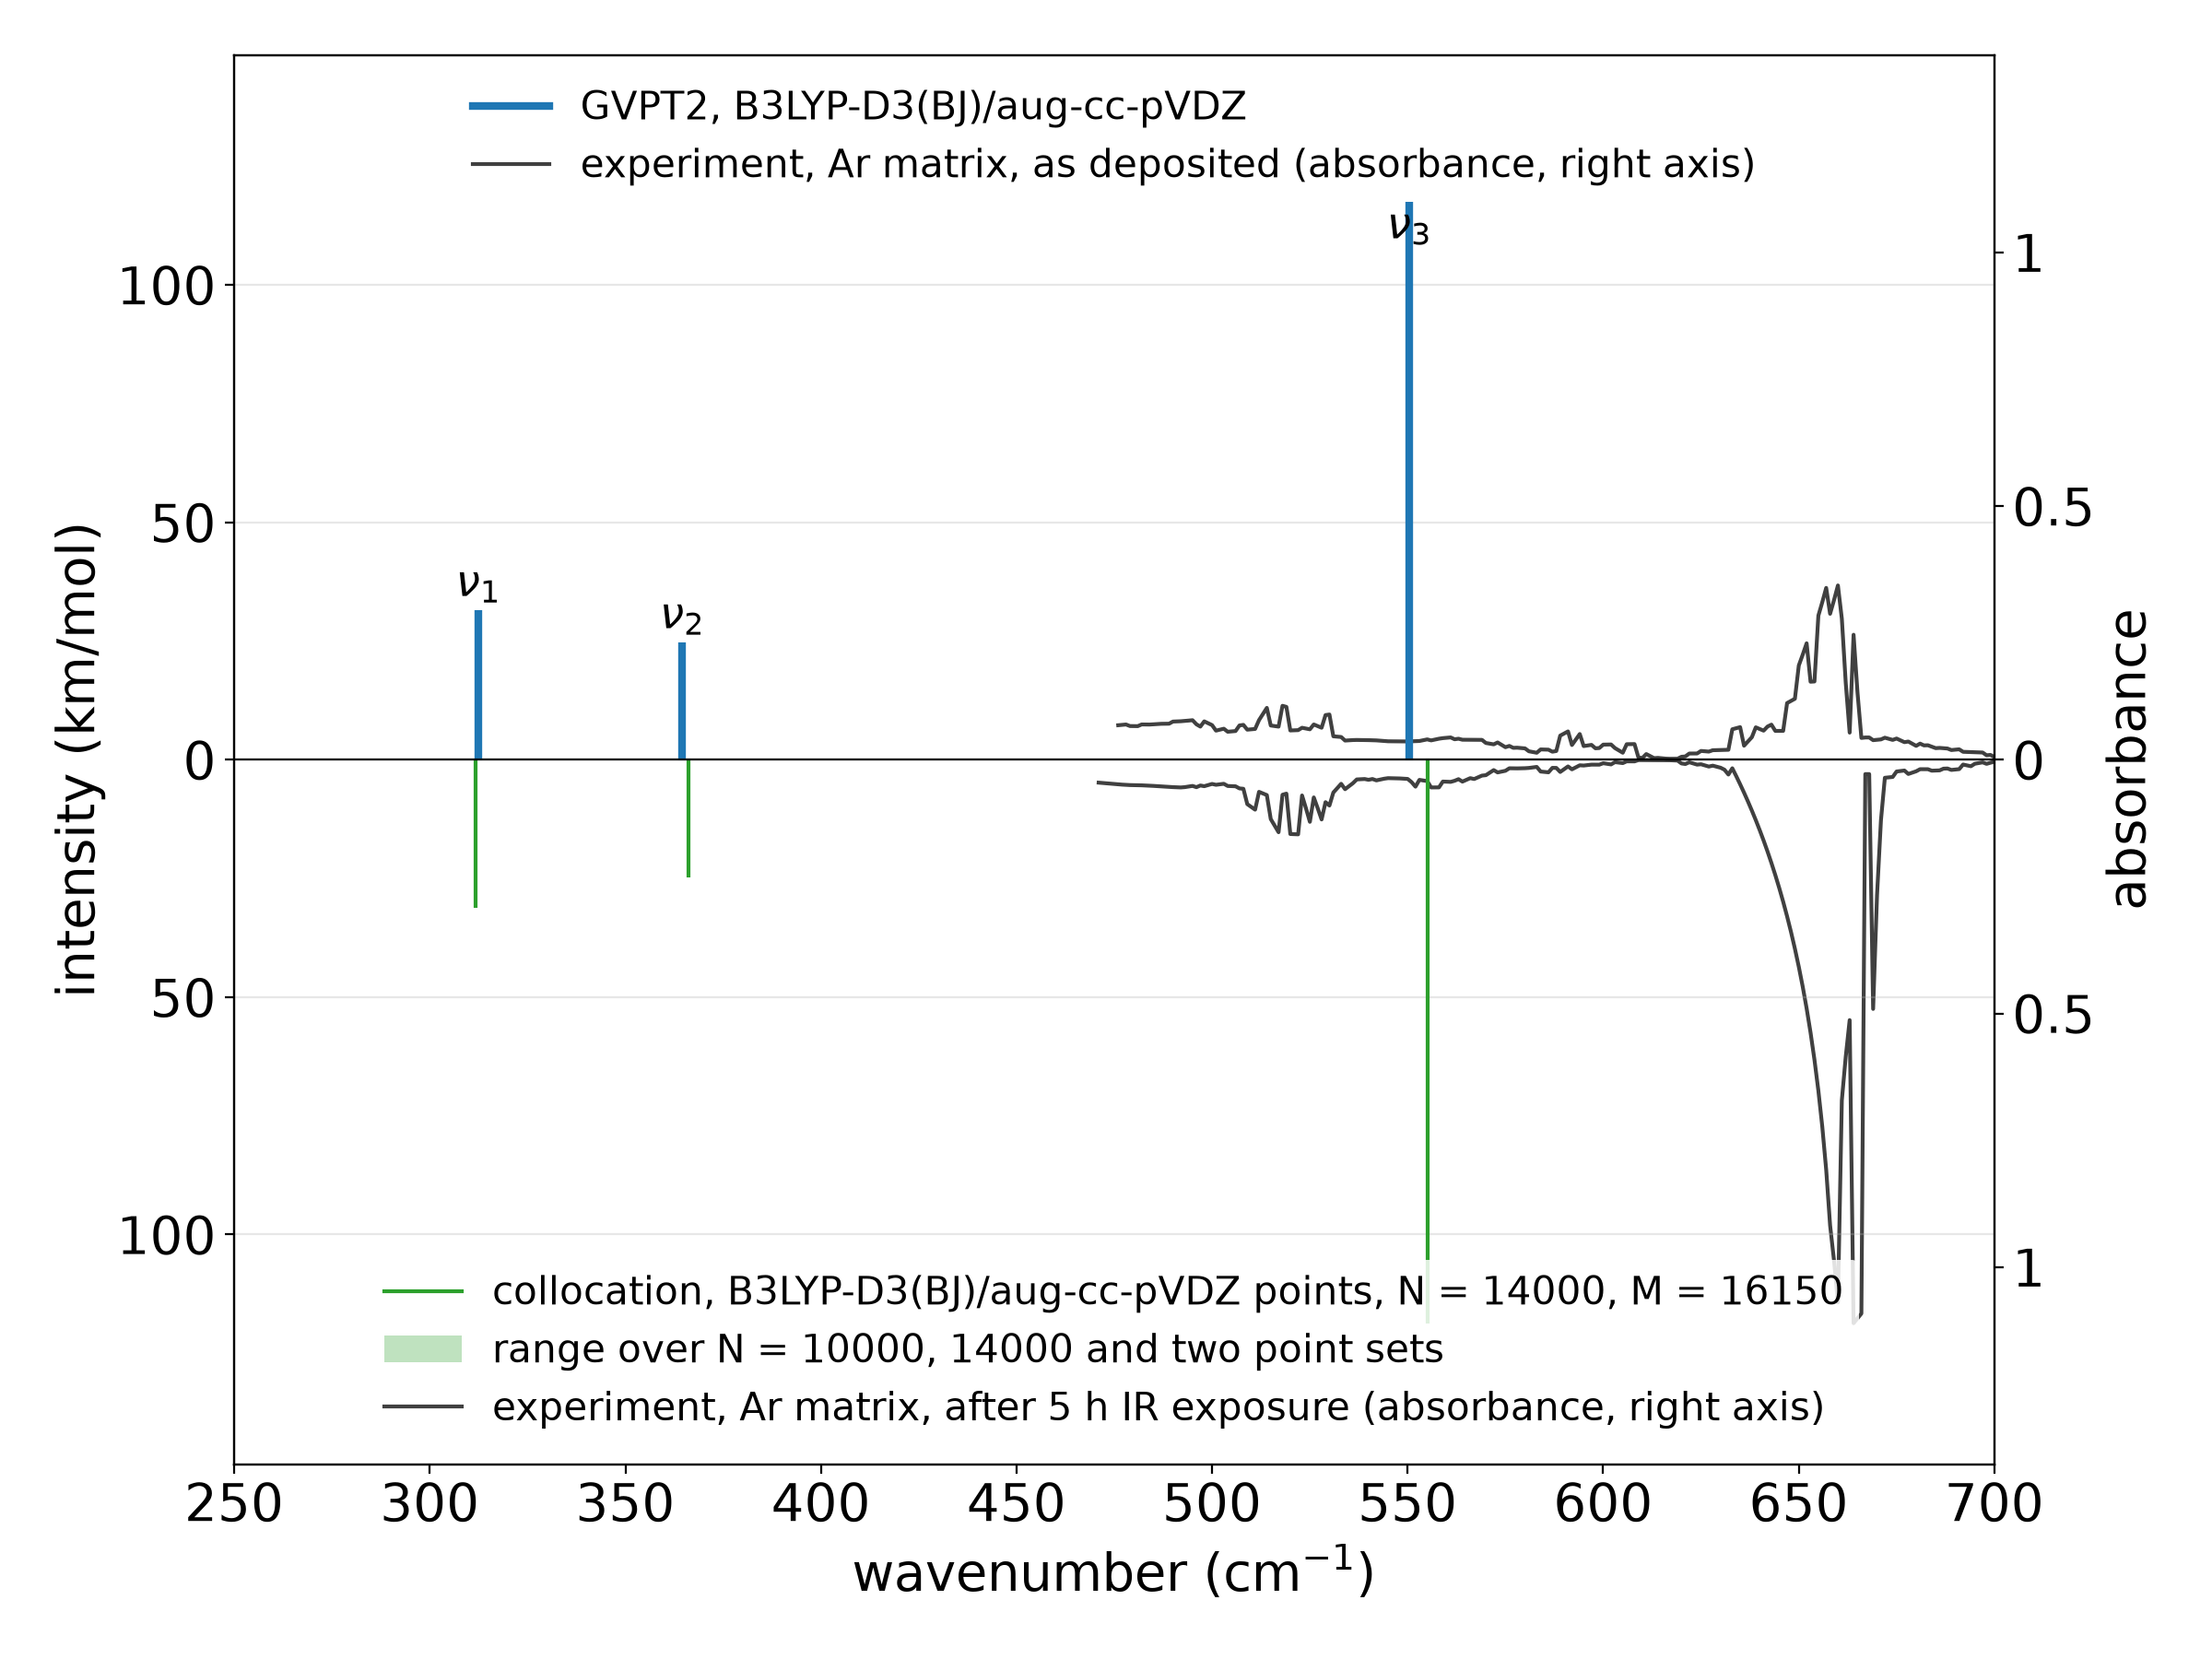 GVPT2, B3LYP-D3(BJ)/aug-cc-pVDZ
experiment, Ar matrix, as deposited (absorbance, right axis)
ν₃
ν₁
ν₂
100
50
0
50
100
intensity (km/mol)
1
0.5
0
0.5
1
absorbance
collocation, B3LYP-D3(BJ)/aug-cc-pVDZ points, N = 14000, M = 16150
range over N = 10000, 14000 and two point sets
experiment, Ar matrix, after 5 h IR exposure (absorbance, right axis)
250 300 350 400 450 500 550 600 650 700
wavenumber (cm⁻¹)